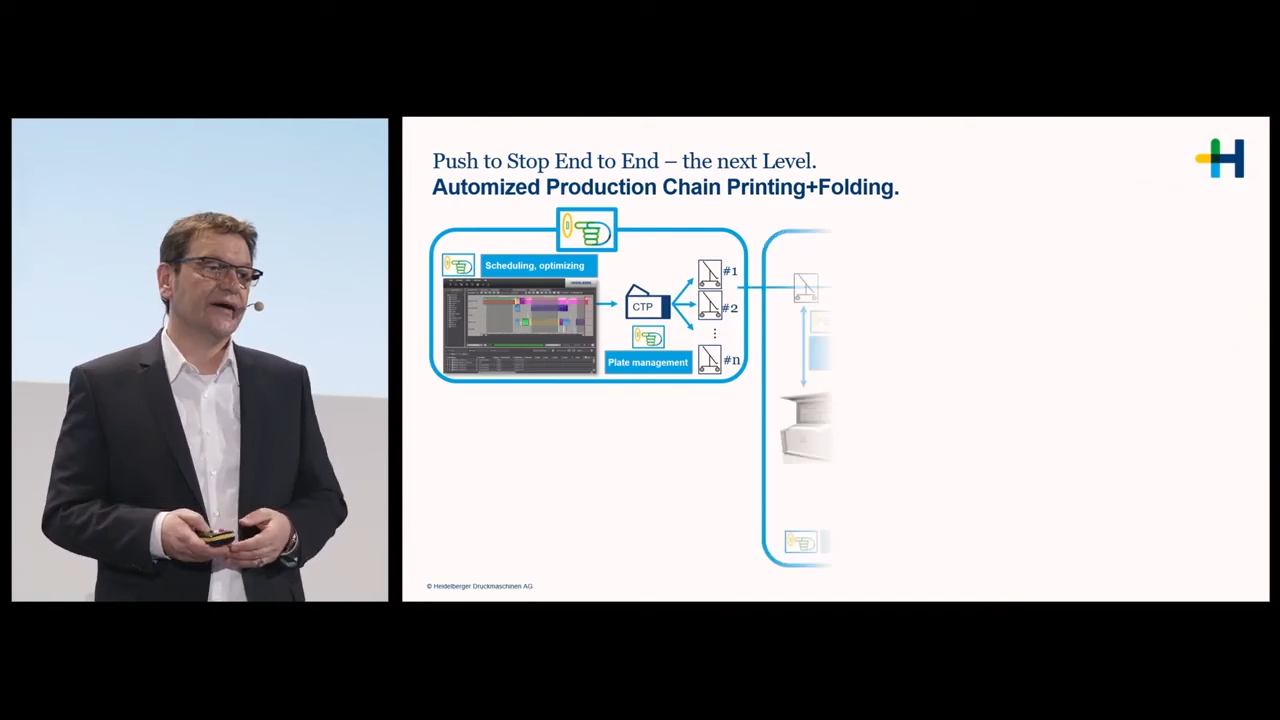 Push to Stop End to End – the next Level.
Automized Production Chain Printing+Folding.
Scheduling, optimizing
CTP
#1
#2
⋮
#n
Plate management
© Heidelberger Druckmaschinen AG